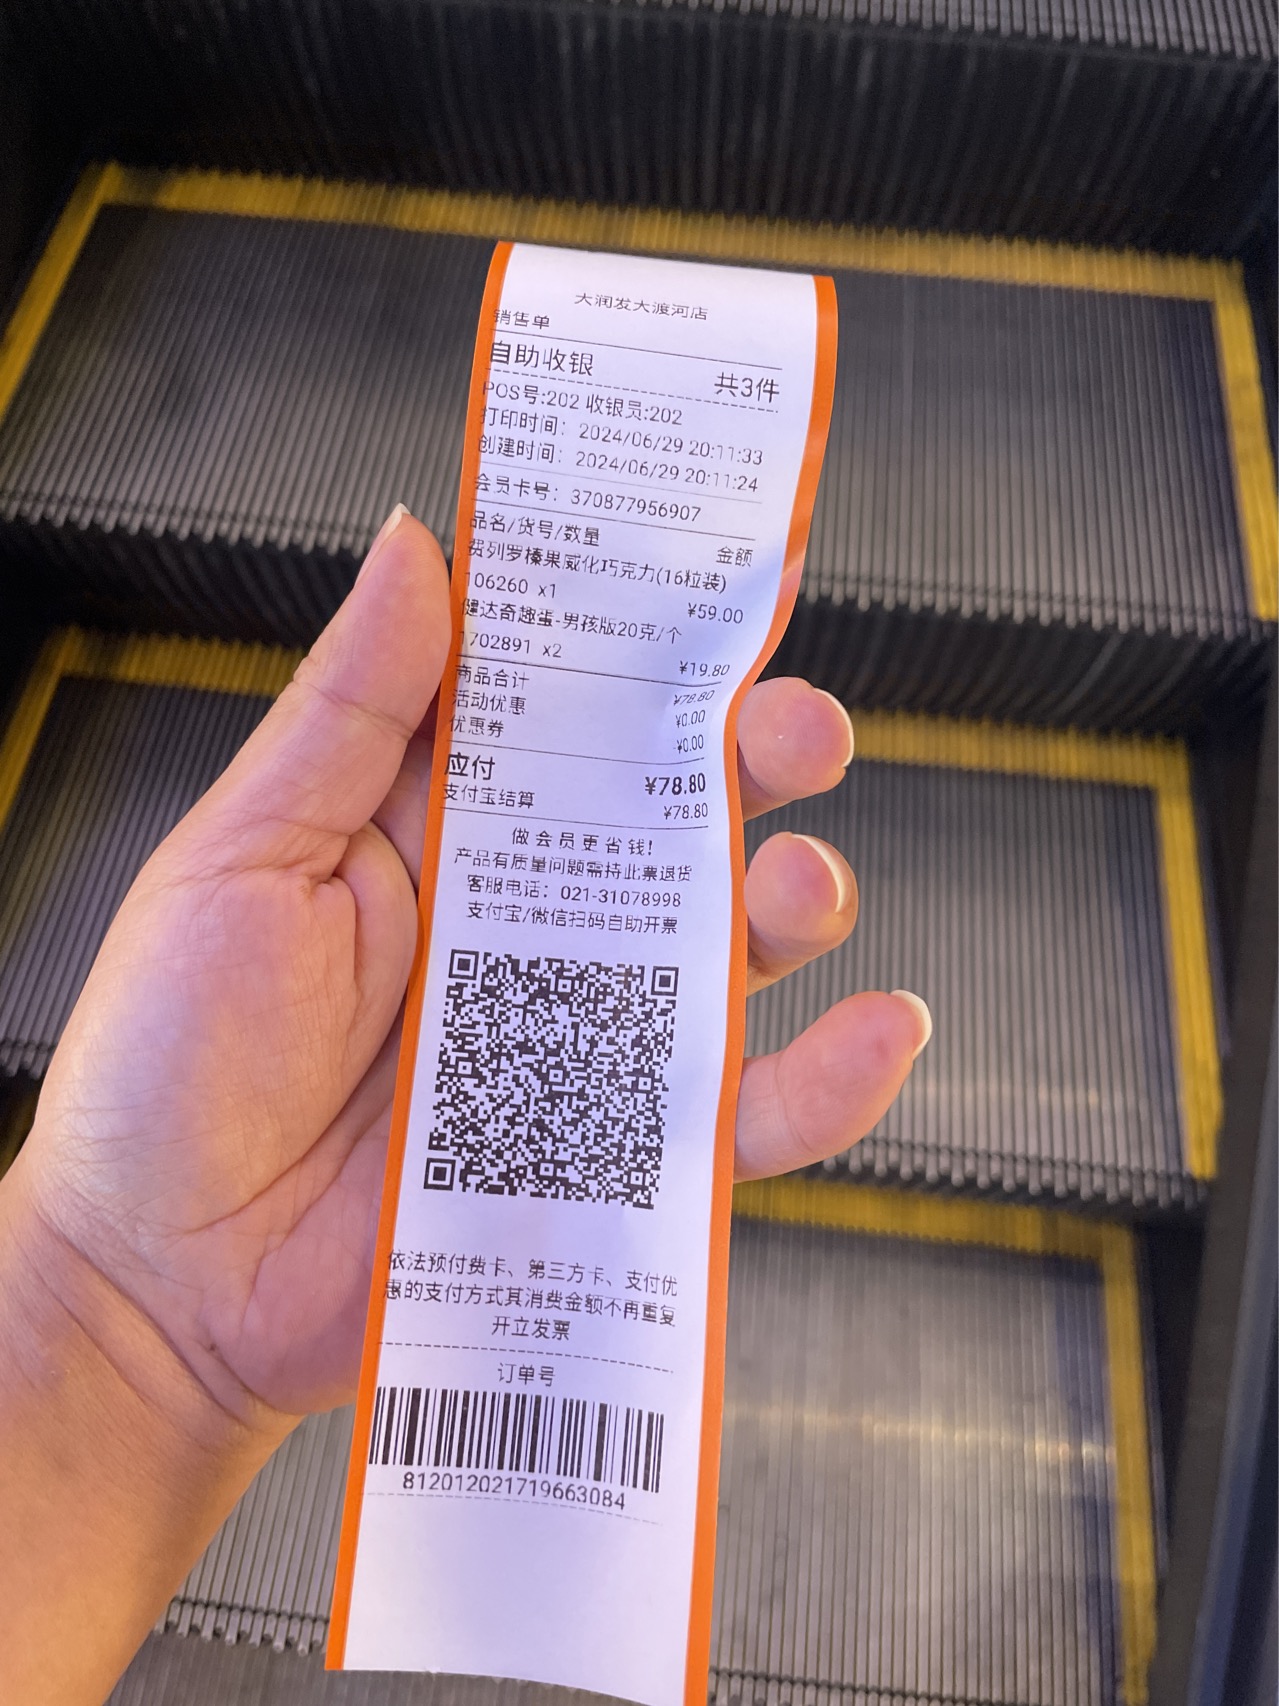 大润发大渡河店
销售单
自助收银 共3件
POS号:202 收银员:202
打印时间: 2024/06/29 20:11:33
创建时间: 2024/06/29 20:11:24
会员卡号: 370877956907
品名/货号/数量 金额
费列罗榛果威化巧克力(16粒装)
106260 x1 ¥59.00
健达奇趣蛋-男孩版20克/个
1702891 x2 ¥19.80
商品合计 ¥78.80
活动优惠 ¥0.00
优惠券 -¥0.00
应付 ¥78.80
支付宝结算 ¥78.80
做会员更省钱!
产品有质量问题需持此票退货
客服电话: 021-31078998
支付宝/微信扫码自助开票
依法预付费卡、第三方卡、支付优
惠的支付方式其消费金额不再重复
开立发票
订单号
812012021719663084